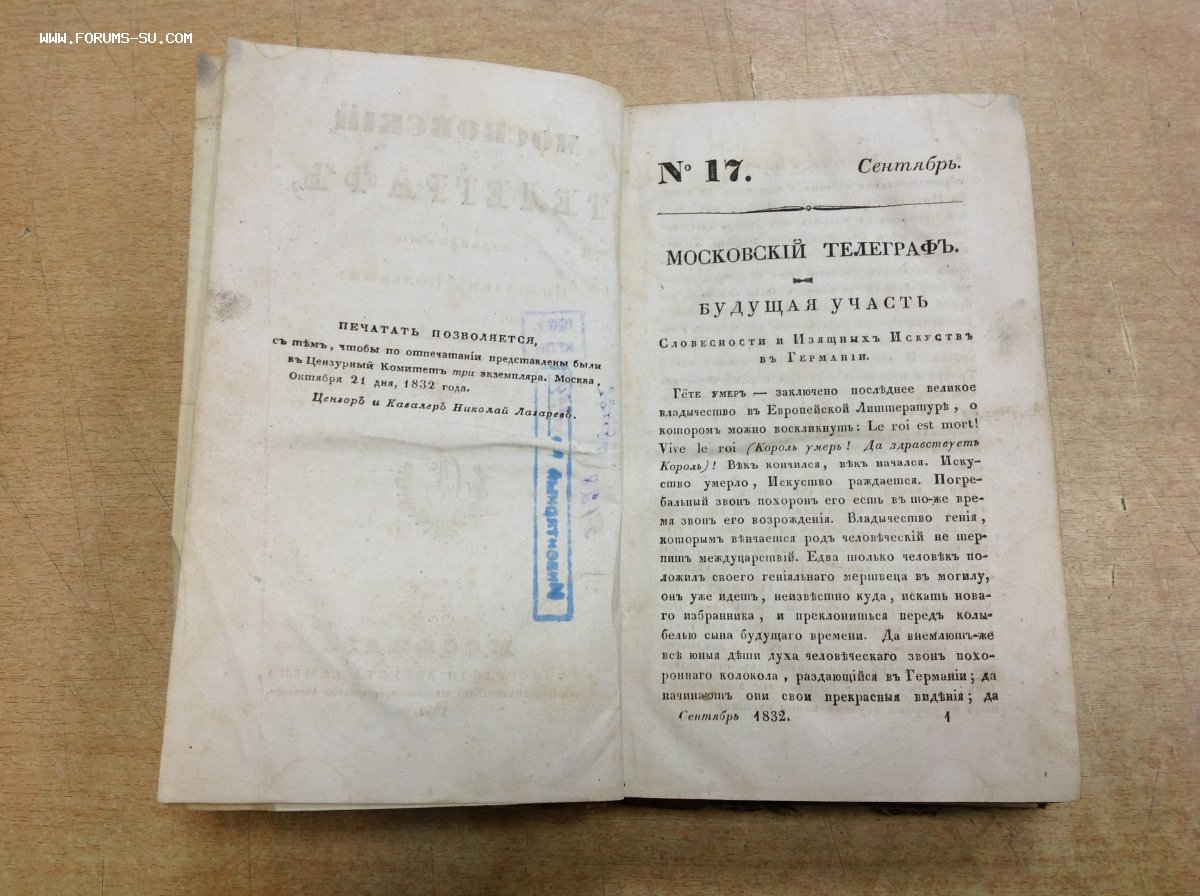 WWW.FORUMS-SU.COM
ПЕЧАТАТЬ ПОЗВОЛЯЕТСЯ,
съ тѣмъ, чтобы по отпечатаніи представлены были
въ Цензурный Комитетъ три экземпляра. Москва,
Октября 21 дня, 1832 года.
Цензоръ и Кавалеръ Николай Лазаревъ.
№ 17. Сентябрь.
МОСКОВСКІЙ ТЕЛЕГРАФЪ.
БУДУЩАЯ УЧАСТЬ
Словесности и Изящныхъ Искуствъ
въ Германіи.
Гёте умеръ — заключено послѣднее великое
владычество въ Европейской Литтературѣ, о
которомъ можно воскликнуть: Le roi est mort!
Vive le roi (Король умеръ! Да здравствуетъ
Король)! Вѣкъ кончился, вѣкъ начался. Иску-
ство умерло, Искуство раждается. Погре-
бальный звонъ похоронъ его есть въ то-же вре-
мя звонъ его возрожденія. Владычество генія,
которымъ вѣнчается родъ человѣческій не тер-
питъ междуцарствій. Едва только человѣкъ по-
ложилъ своего геніяльнаго мертвеца въ могилу,
онъ уже идетъ, неизвѣстно куда, искать нова-
го избранника, и преклониться передъ колы-
белью сына будущаго времени. Да внемлютъ-же
всѣ юныя дѣти духа человѣческаго звонъ похо-
роннаго колокола, раздающійся въ Германіи; да
начинаютъ они свои прекрасныя видѣнія; да
Сентябрь 1832. 1